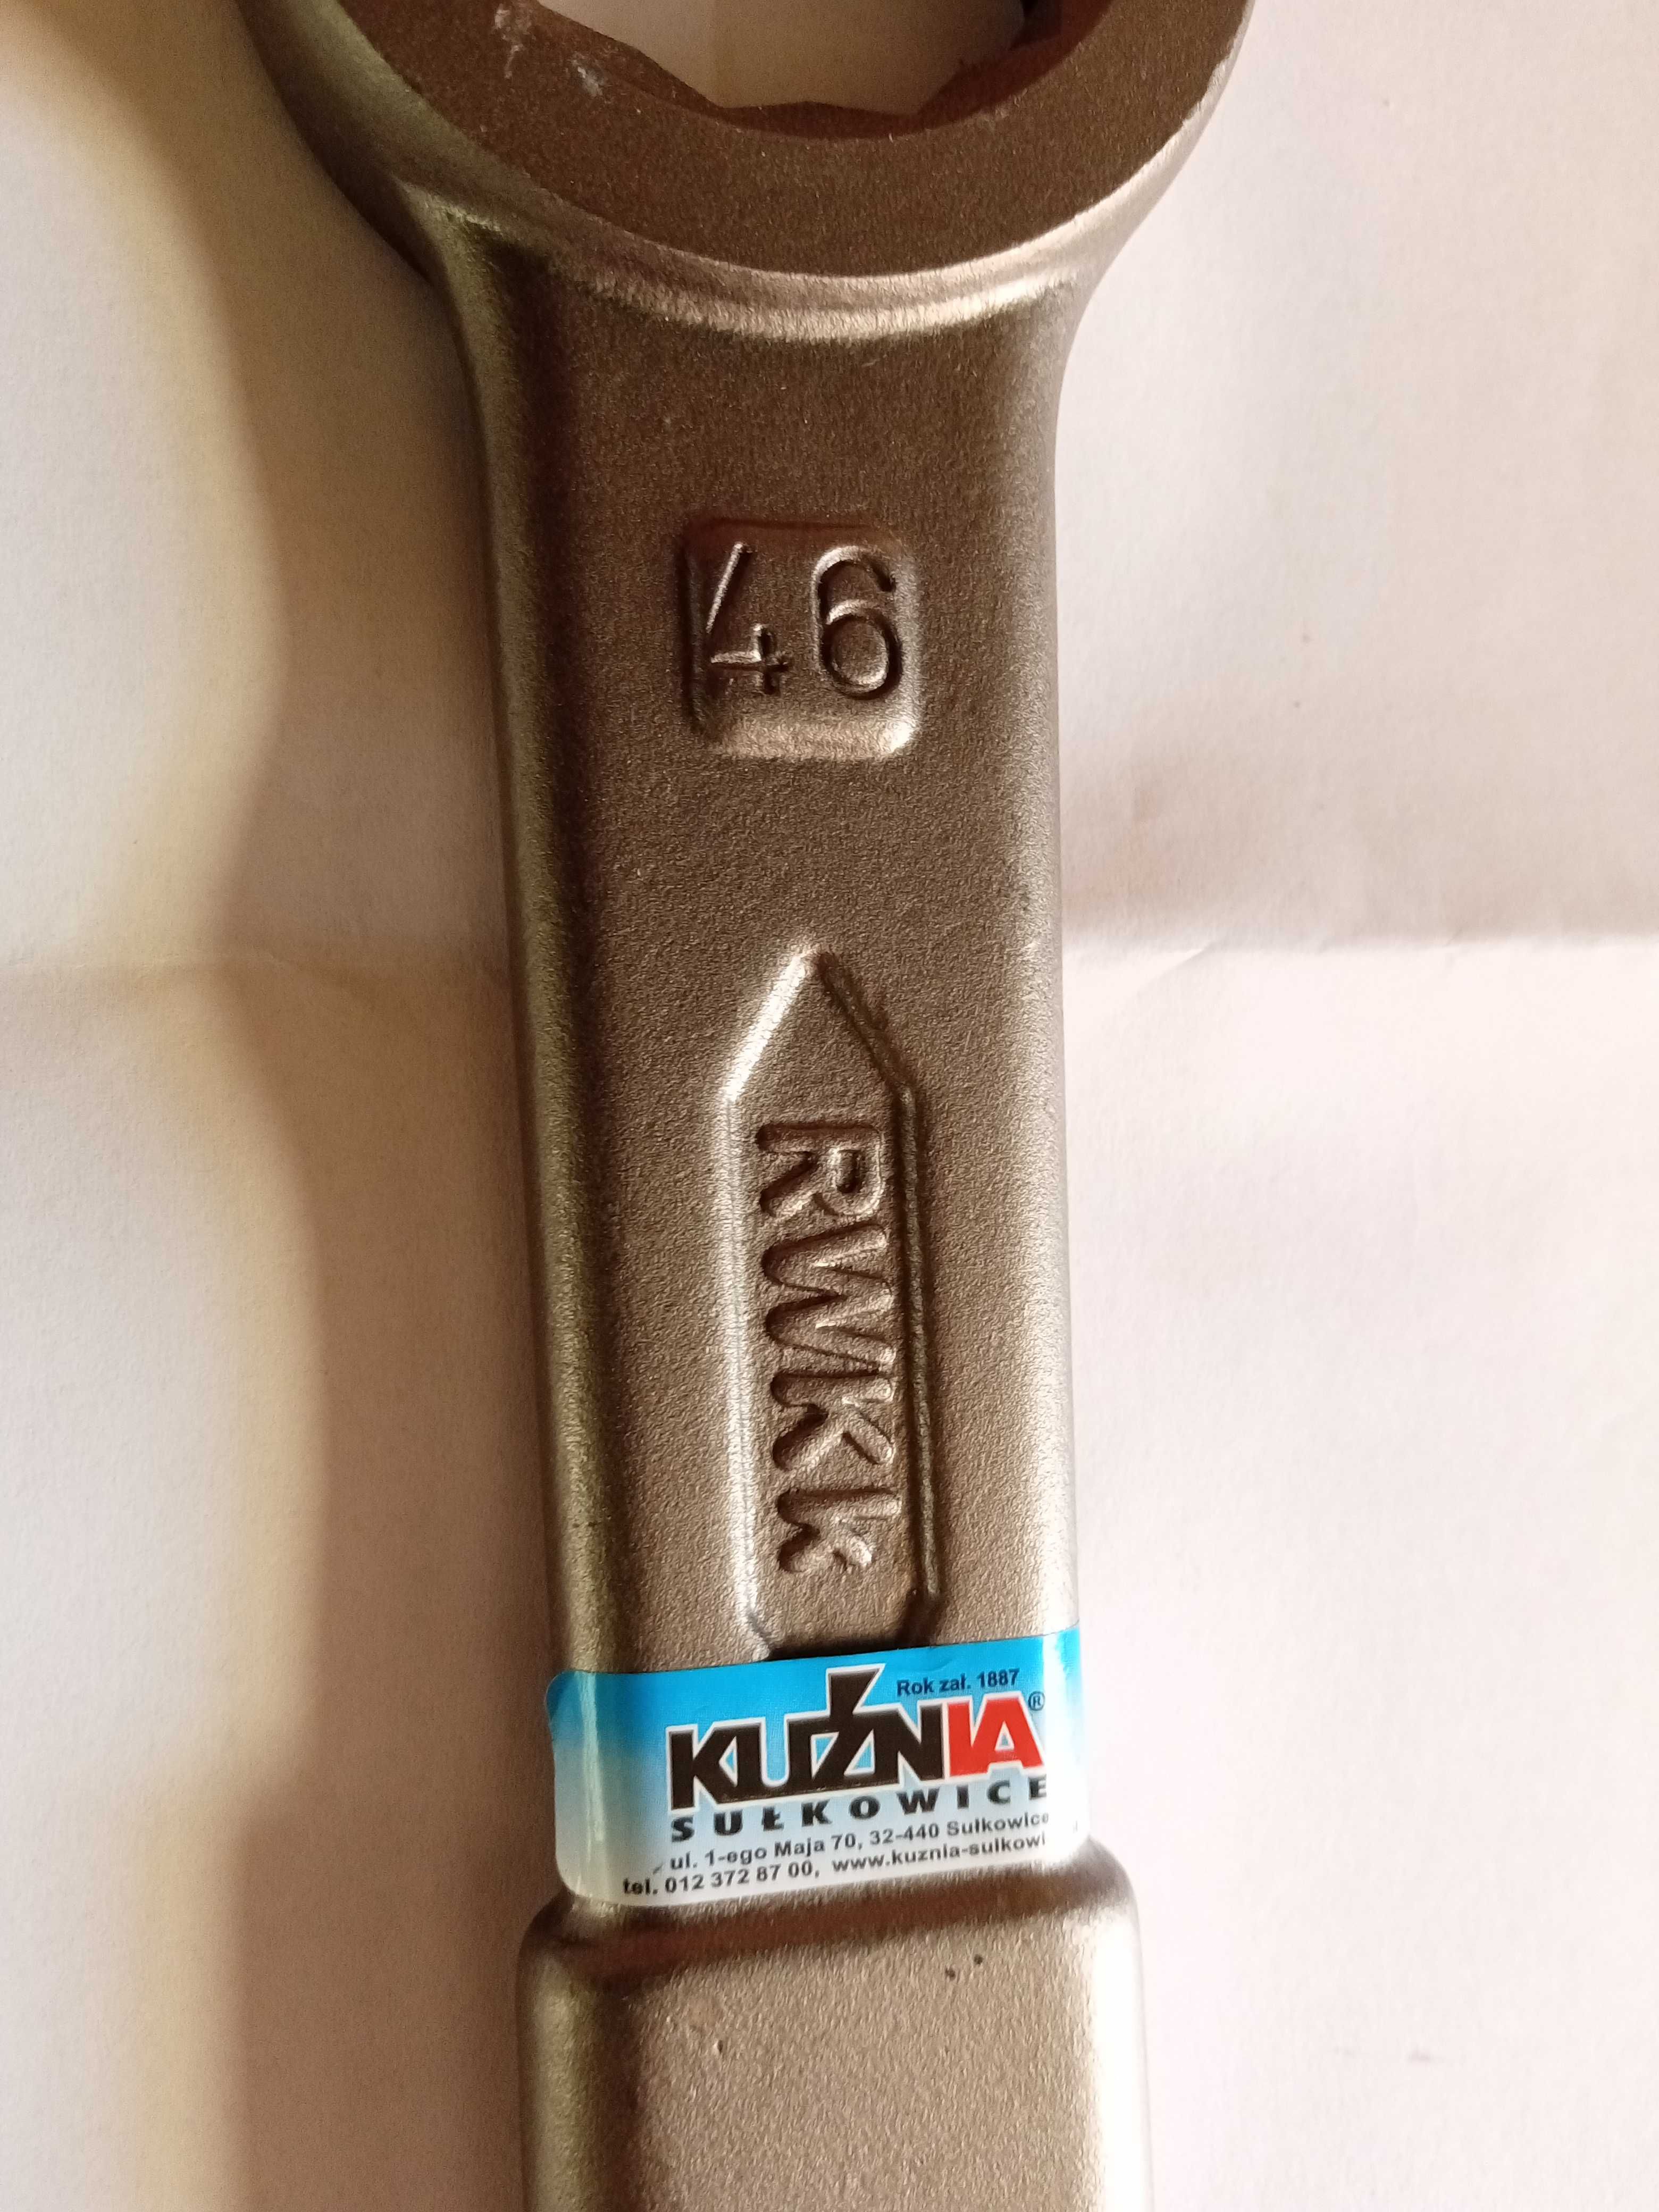 46
RWKk
Rok zał. 1887
KUŹNIA®
SUŁKOWICE
ul. 1-ego Maja 70, 32-440 Sułkowice
tel. 012 372 87 00, www.kuznia-sulkowi